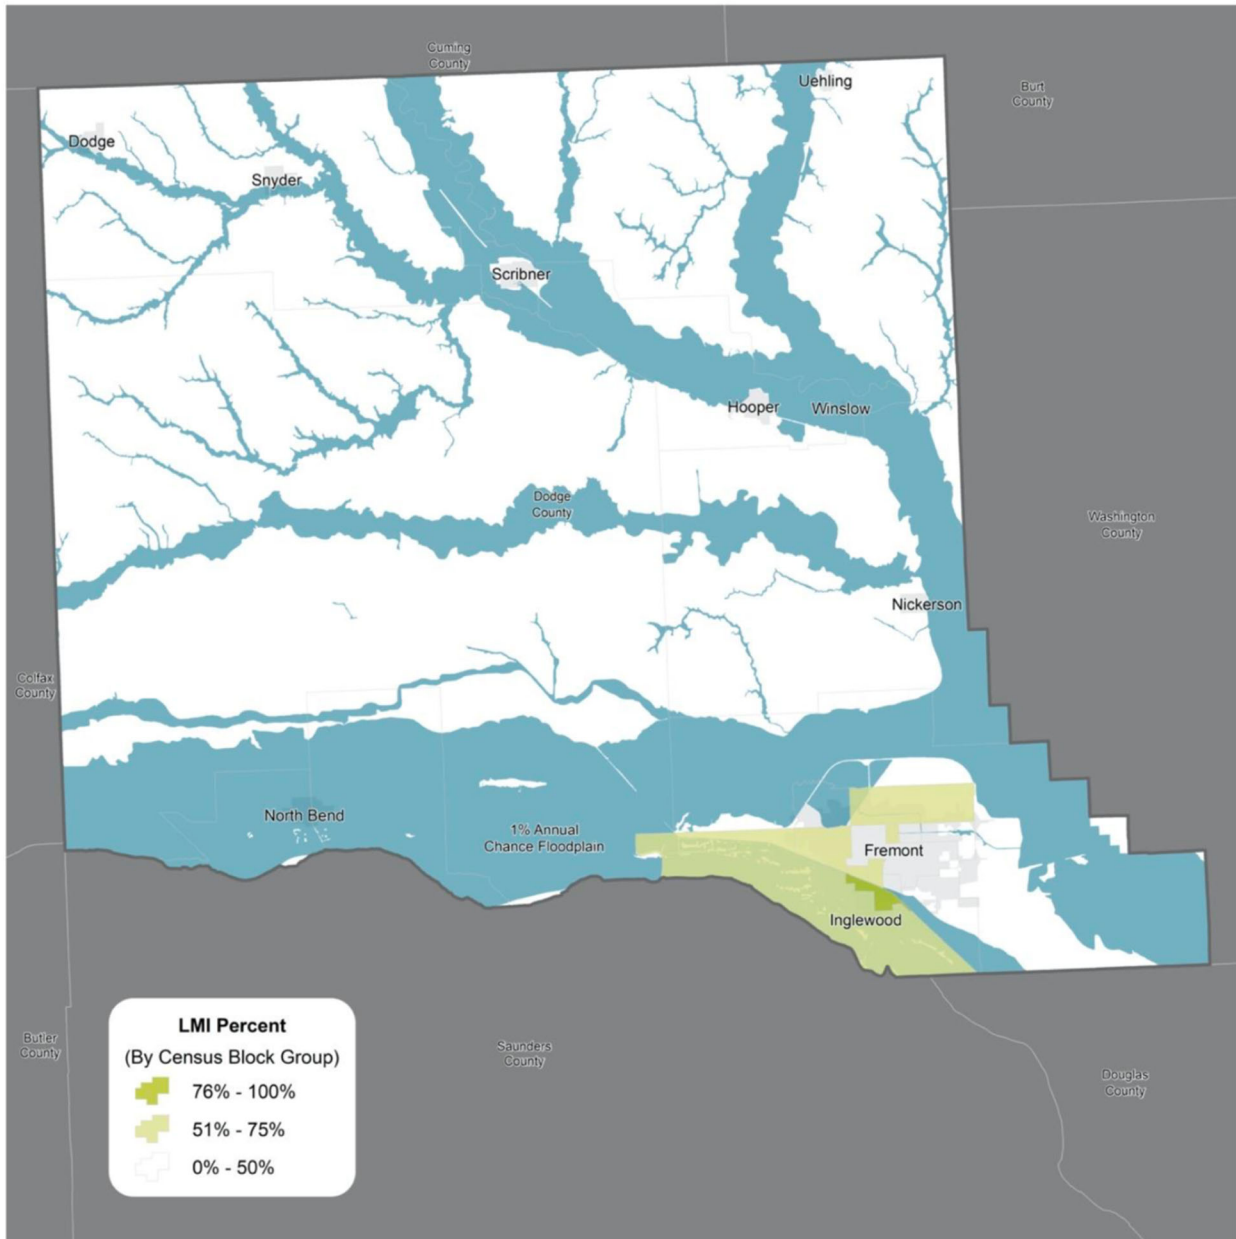 Cuming
County
Uehling
Burt
County
Dodge
Snyder
Scribner
Hooper
Winslow
Dodge
County
Washington
County
Nickerson
Colfax
County
North Bend
1% Annual
Chance Floodplain
Fremont
Inglewood
LMI Percent
(By Census Block Group)
76% - 100%
51% - 75%
0% - 50%
Butler
County
Saunders
County
Douglas
County